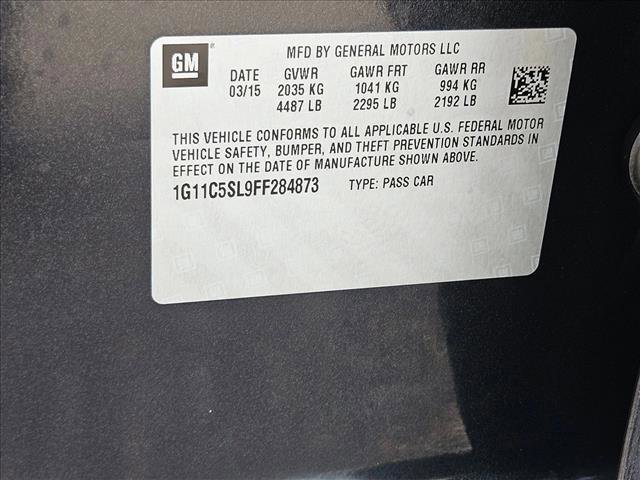 GM
MFD BY GENERAL MOTORS LLC
DATE GVWR GAWR FRT GAWR RR
03/15 2035 KG 1041 KG 994 KG
4487 LB 2295 LB 2192 LB
THIS VEHICLE CONFORMS TO ALL APPLICABLE U.S. FEDERAL MOTOR
VEHICLE SAFETY, BUMPER, AND THEFT PREVENTION STANDARDS IN
EFFECT ON THE DATE OF MANUFACTURE SHOWN ABOVE.
1G11C5SL9FF284873 TYPE: PASS CAR